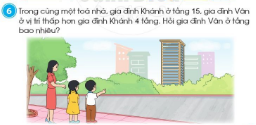 6 Trong cùng một toà nhà, gia đình Khánh ở tầng 15, gia đình Vân
ở vị trí thấp hơn gia đình Khánh 4 tầng. Hỏi gia đình Vân ở tầng
bao nhiêu?